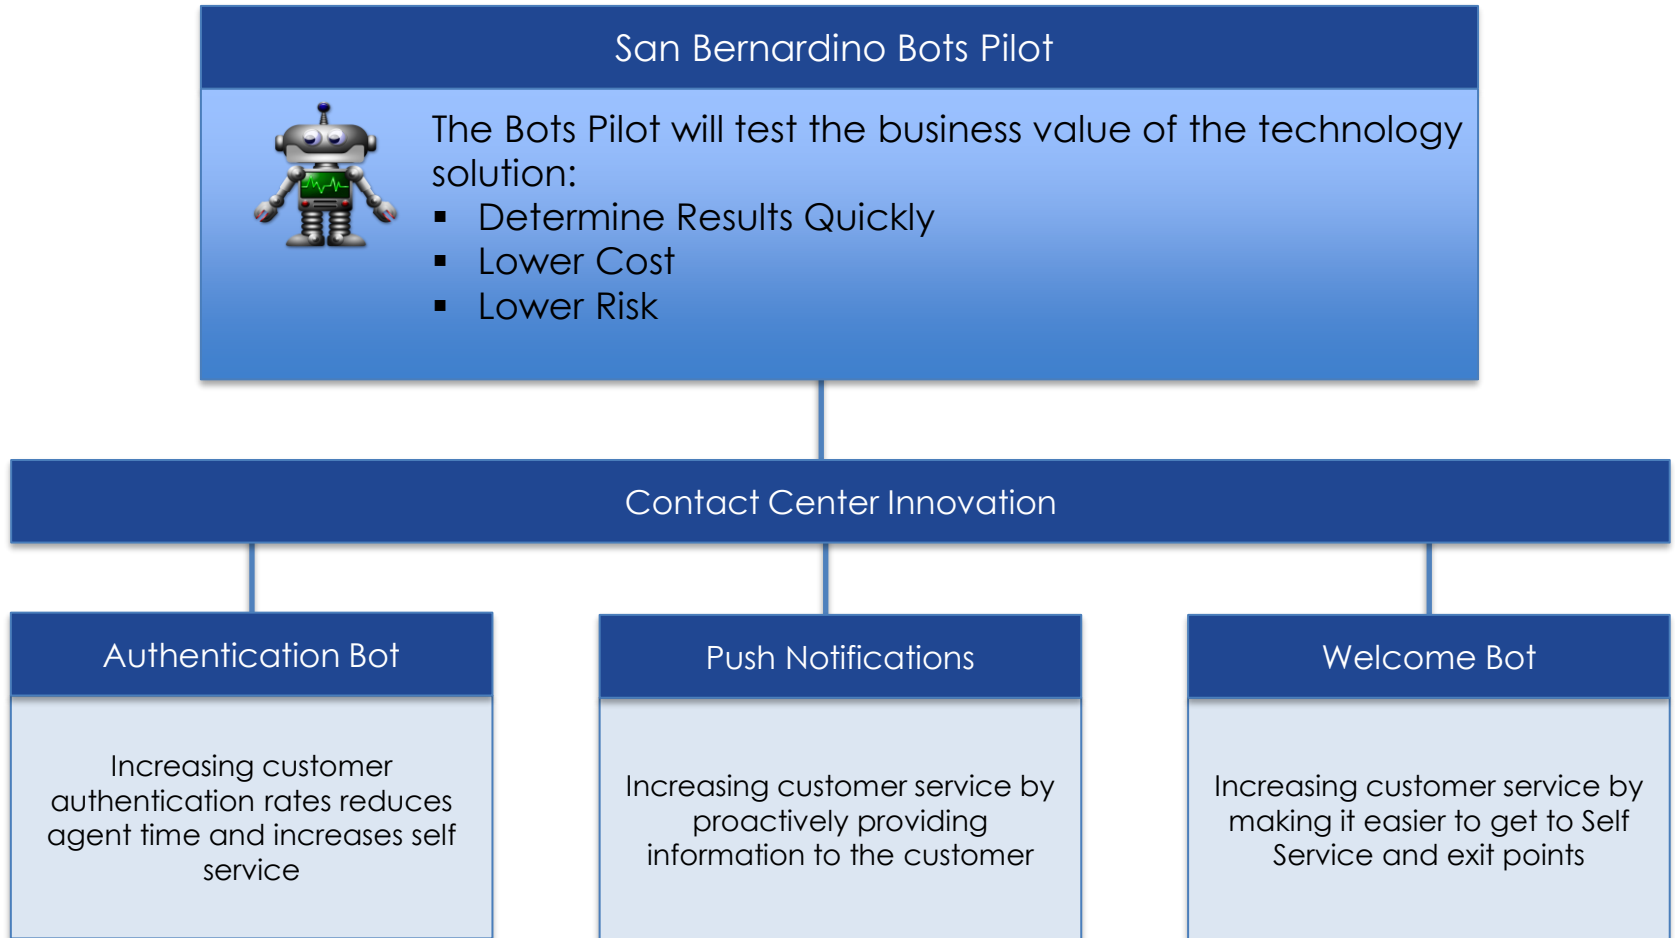 San Bernardino Bots Pilot
The Bots Pilot will test the business value of the technology
solution:
▪ Determine Results Quickly
▪ Lower Cost
▪ Lower Risk
Contact Center Innovation
Authentication Bot
Increasing customer
authentication rates reduces
agent time and increases self
service
Push Notifications
Increasing customer service by
proactively providing
information to the customer
Welcome Bot
Increasing customer service by
making it easier to get to Self
Service and exit points